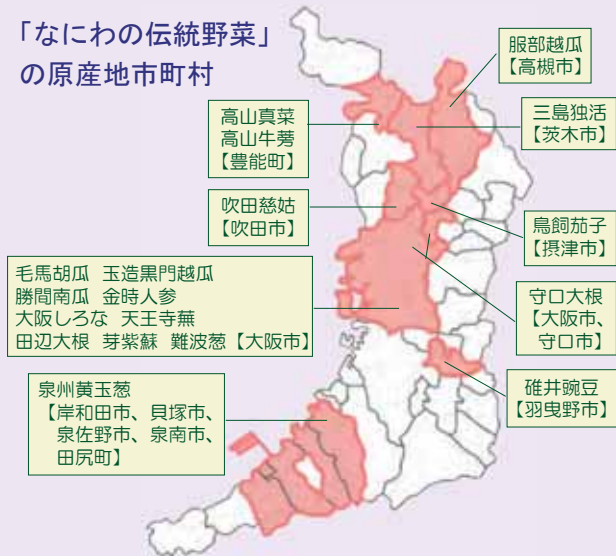 「なにわの伝統野菜」
の原産地市町村
服部越瓜
【高槻市】
高山真菜
高山牛蒡
【豊能町】
三島独活
【茨木市】
吹田慈姑
【吹田市】
鳥飼茄子
【摂津市】
毛馬胡瓜 玉造黒門越瓜
勝間南瓜 金時人参
大阪しろな 天王寺蕪
田辺大根 芽紫蘇 難波葱【大阪市】
守口大根
【大阪市、
守口市】
碓井豌豆
【羽曳野市】
泉州黄玉葱
【岸和田市、貝塚市、
泉佐野市、泉南市、
田尻町】